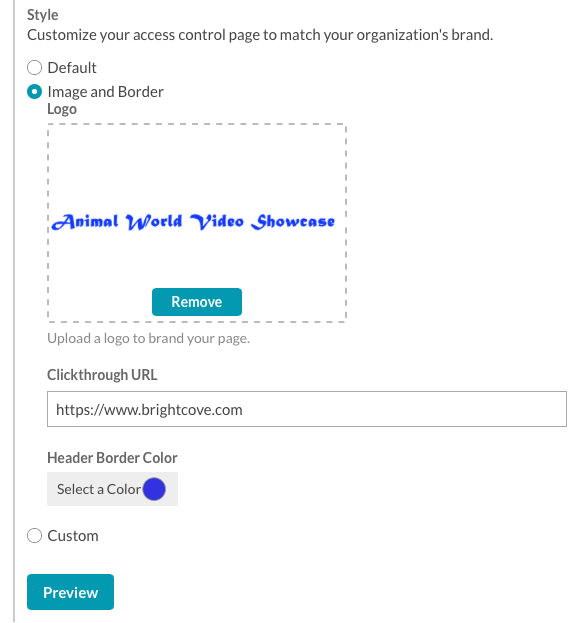 Style
Customize your access control page to match your organization's brand.
Default
Image and Border
Logo
Animal World Video Showcase
Remove
Upload a logo to brand your page.
Clickthrough URL
https://www.brightcove.com
Header Border Color
Select a Color
Custom
Preview